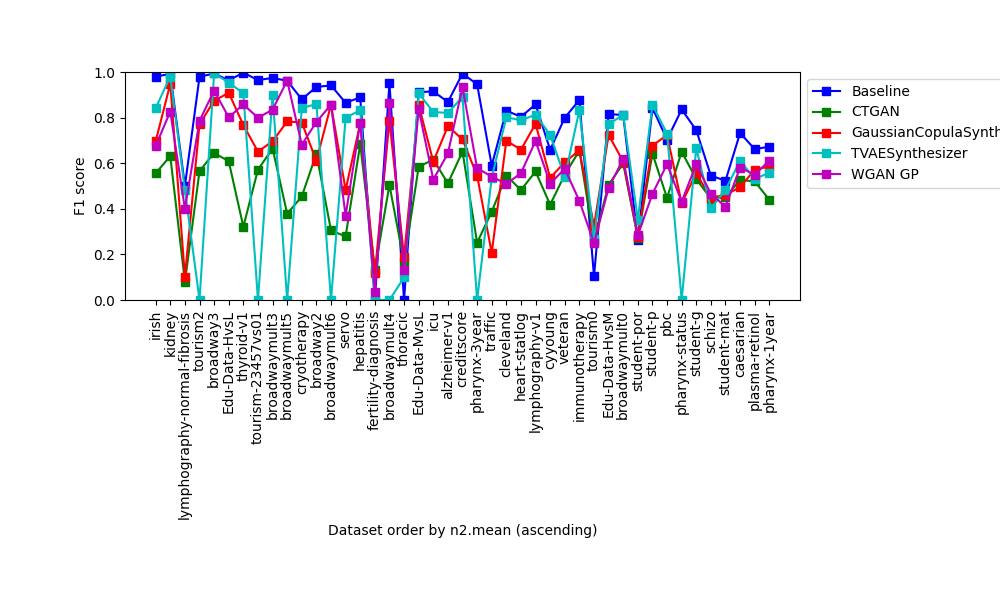 1.0
0.8
0.6
0.4
0.2
0.0
F1 score
irish
kidney
lymphography-normal-fibrosis
tourism2
broadway3
Edu-Data-HvsL
thyroid-v1
tourism-23457vs01
broadwaymult3
broadwaymult5
cryotherapy
broadway2
broadwaymult6
servo
hepatitis
fertility-diagnosis
broadwaymult4
thoracic
Edu-Data-MvsL
icu
alzheimer-v1
creditscore
pharynx-3year
traffic
cleveland
heart-statlog
lymphography-v1
cyyoung
veteran
immunotherapy
tourism0
Edu-Data-HvsM
broadwaymult0
student-por
student-p
pbc
pharynx-status
student-g
schizo
student-mat
caesarian
plasma-retinol
pharynx-1year
Dataset order by n2.mean (ascending)
Baseline
CTGAN
GaussianCopulaSynth
TVAESynthesizer
WGAN GP